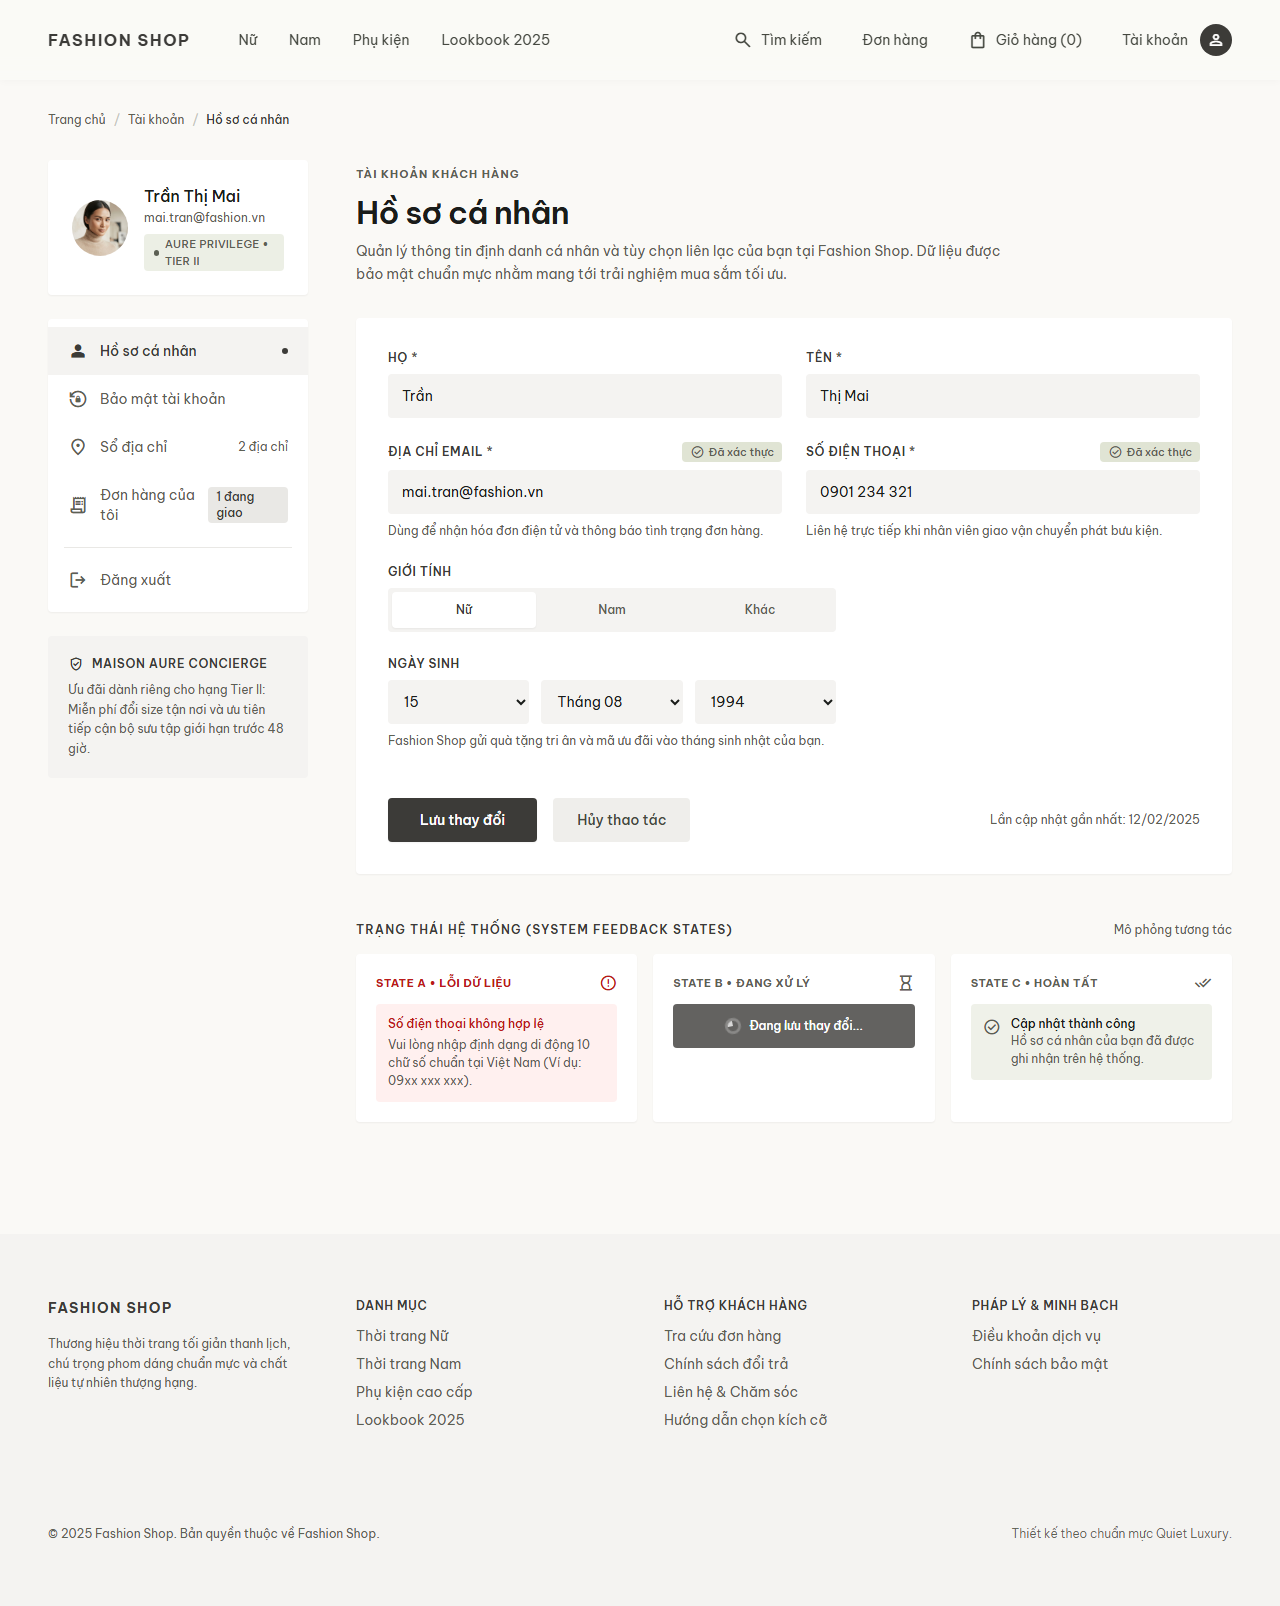 FASHION SHOP
Nữ
Nam
Phụ kiện
Lookbook 2025
Tìm kiếm
Đơn hàng
Giỏ hàng (0)
Tài khoản
Trang chủ / Tài khoản / Hồ sơ cá nhân
Trần Thị Mai
mai.tran@fashion.vn
AURE PRIVILEGE •
TIER II
Hồ sơ cá nhân
Bảo mật tài khoản
Sổ địa chỉ
2 địa chỉ
Đơn hàng của
tôi
1 đang
giao
Đăng xuất
MAISON AURE CONCIERGE
Ưu đãi dành riêng cho hạng Tier II:
Miễn phí đổi size tận nơi và ưu tiên
tiếp cận bộ sưu tập giới hạn trước 48
giờ.
TÀI KHOẢN KHÁCH HÀNG
Hồ sơ cá nhân
Quản lý thông tin định danh cá nhân và tùy chọn liên lạc của bạn tại Fashion Shop. Dữ liệu được
bảo mật chuẩn mực nhằm mang tới trải nghiệm mua sắm tối ưu.
HỌ *
Trần
TÊN *
Thị Mai
ĐỊA CHỈ EMAIL *
Đã xác thực
mai.tran@fashion.vn
Dùng để nhận hóa đơn điện tử và thông báo tình trạng đơn hàng.
SỐ ĐIỆN THOẠI *
Đã xác thực
0901 234 321
Liên hệ trực tiếp khi nhân viên giao vận chuyển phát bưu kiện.
GIỚI TÍNH
Nữ
Nam
Khác
NGÀY SINH
15
Tháng 08
1994
Fashion Shop gửi quà tặng tri ân và mã ưu đãi vào tháng sinh nhật của bạn.
Lưu thay đổi
Hủy thao tác
Lần cập nhật gần nhất: 12/02/2025
TRẠNG THÁI HỆ THỐNG (SYSTEM FEEDBACK STATES)
Mô phỏng tương tác
STATE A • LỖI DỮ LIỆU
Số điện thoại không hợp lệ
Vui lòng nhập định dạng di động 10
chữ số chuẩn tại Việt Nam (Ví dụ:
09xx xxx xxx).
STATE B • ĐANG XỬ LÝ
Đang lưu thay đổi...
STATE C • HOÀN TẤT
Cập nhật thành công
Hồ sơ cá nhân của bạn đã được
ghi nhận trên hệ thống.
FASHION SHOP
Thương hiệu thời trang tối giản thanh lịch,
chú trọng phom dáng chuẩn mực và chất
liệu tự nhiên thượng hạng.
DANH MỤC
Thời trang Nữ
Thời trang Nam
Phụ kiện cao cấp
Lookbook 2025
HỖ TRỢ KHÁCH HÀNG
Tra cứu đơn hàng
Chính sách đổi trả
Liên hệ & Chăm sóc
Hướng dẫn chọn kích cỡ
PHÁP LÝ & MINH BẠCH
Điều khoản dịch vụ
Chính sách bảo mật
© 2025 Fashion Shop. Bản quyền thuộc về Fashion Shop.
Thiết kế theo chuẩn mực Quiet Luxury.